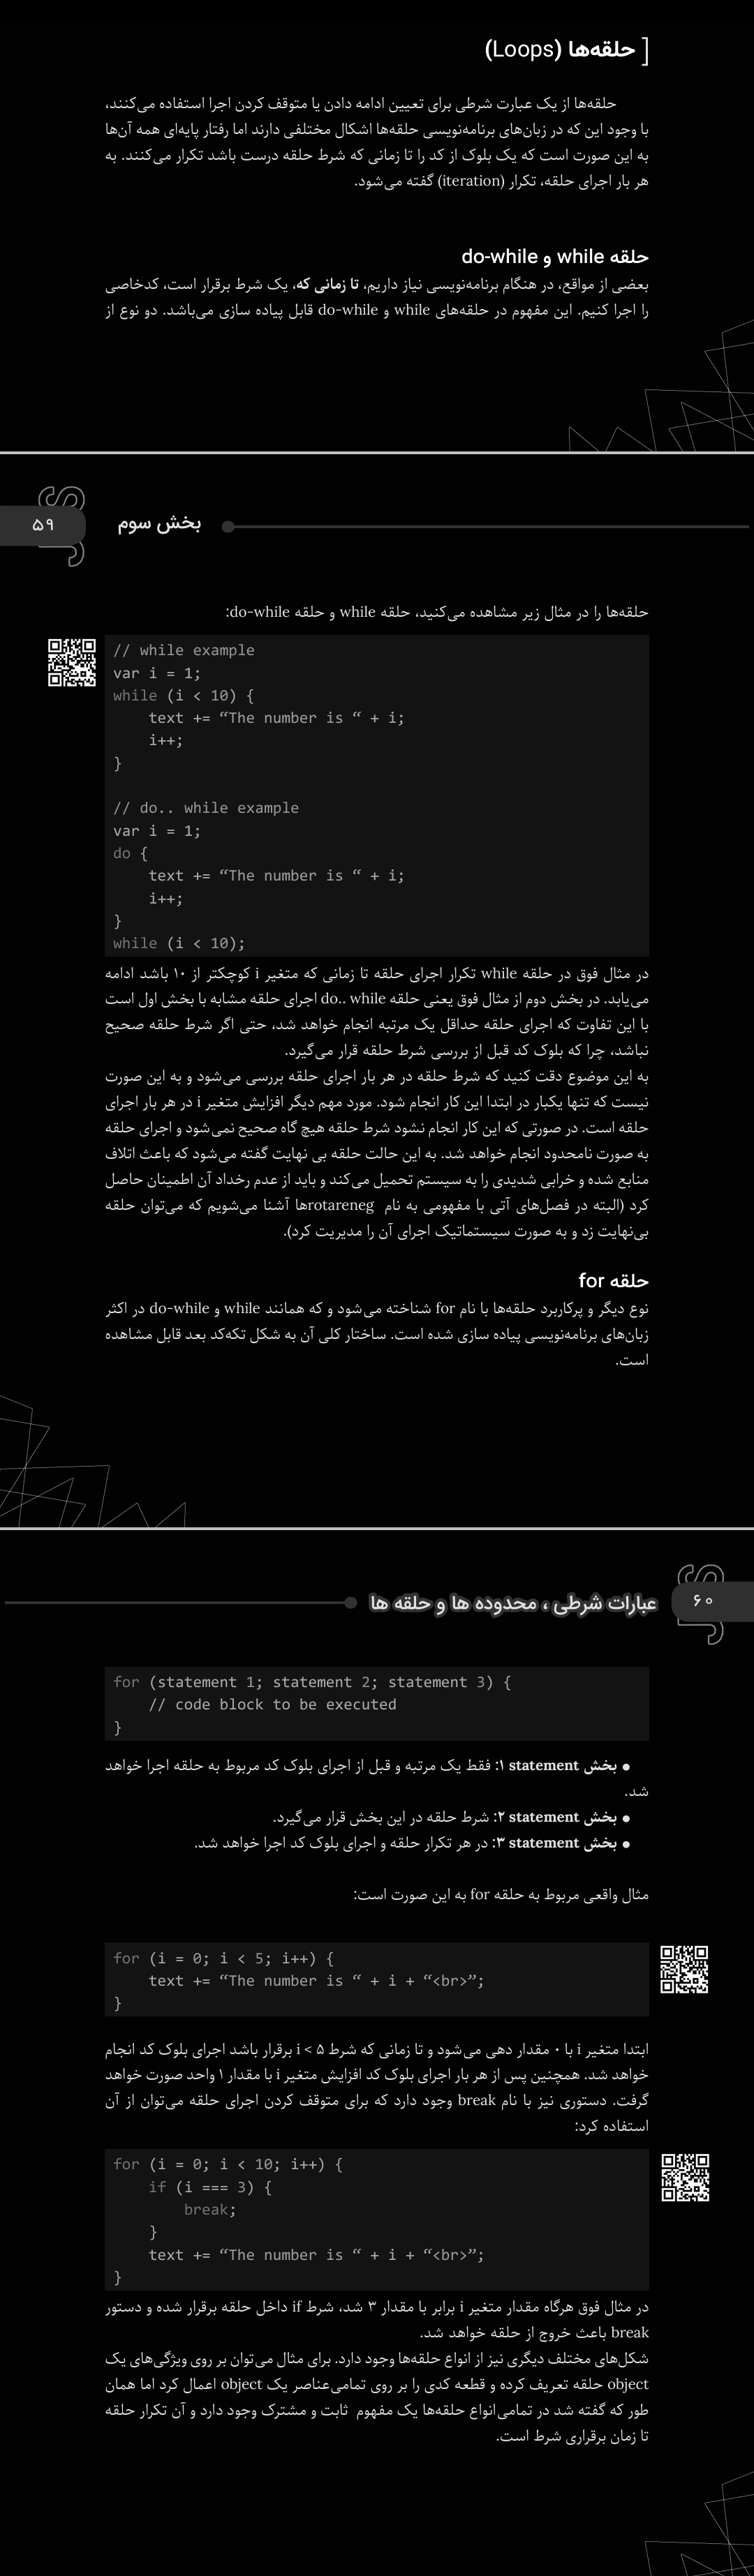 [ حلقه‌ها (Loops)
حلقه‌ها از یک عبارت شرطی برای تعیین ادامه دادن یا متوقف کردن اجرا استفاده می‌کنند،
با وجود این که در زبان‌های برنامه‌نویسی حلقه‌ها اشکال مختلفی دارند اما رفتار پایه‌ای همه آن‌ها
به این صورت است که یک بلوک از کد را تا زمانی که شرط حلقه درست باشد تکرار می‌کنند. به
هر بار اجرای حلقه، تکرار (iteration) گفته می‌شود.
حلقه while و do-while
بعضی از مواقع، در هنگام برنامه‌نویسی نیاز داریم، تا زمانی که، یک شرط برقرار است، کدخاصی
را اجرا کنیم. این مفهوم در حلقه‌های while و do-while قابل پیاده سازی می‌باشد. دو نوع از
JS
۵۹
بخش سوم
حلقه‌ها را در مثال زیر مشاهده می‌کنید، حلقه while و حلقه do-while:
// while example
var i = 1;
while (i < 10) {
    text += “The number is “ + i;
    i++;
}
// do.. while example
var i = 1;
do {
    text += “The number is “ + i;
    i++;
}
while (i < 10);
در مثال فوق در حلقه while تکرار اجرای حلقه تا زمانی که متغیر i کوچکتر از ۱۰ باشد ادامه
می‌یابد. در بخش دوم از مثال فوق یعنی حلقه do.. while اجرای حلقه مشابه با بخش اول است
با این تفاوت که اجرای حلقه حداقل یک مرتبه انجام خواهد شد، حتی اگر شرط حلقه صحیح
نباشد، چرا که بلوک کد قبل از بررسی شرط حلقه قرار می‌گیرد.
به این موضوع دقت کنید که شرط حلقه در هر بار اجرای حلقه بررسی می‌شود و به این صورت
نیست که تنها یکبار در ابتدا این کار انجام شود. مورد مهم دیگر افزایش متغیر i در هر بار اجرای
حلقه است. در صورتی که این کار انجام نشود شرط حلقه هیچ گاه صحیح نمی‌شود و اجرای حلقه
به صورت نامحدود انجام خواهد شد. به این حالت حلقه بی نهایت گفته می‌شود که باعث اتلاف
منابع شده و خرابی شدیدی را به سیستم تحمیل می‌کند و باید از عدم رخداد آن اطمینان حاصل
کرد (البته در فصل‌های آتی با مفهومی به نام rotarenegها آشنا می‌شویم که می‌توان حلقه
بی‌نهایت زد و به صورت سیستماتیک اجرای آن را مدیریت کرد).
حلقه for
نوع دیگر و پرکاربرد حلقه‌ها با نام for شناخته می‌شود و که همانند while و do-while در اکثر
زبان‌های برنامه‌نویسی پیاده سازی شده است. ساختار کلی آن به شکل تکه‌کد بعد قابل مشاهده
است.
JS
۶۰
عبارات شرطی ، محدوده ها و حلقه ها
for (statement 1; statement 2; statement 3) {
    // code block to be executed
}
● بخش statement ۱: فقط یک مرتبه و قبل از اجرای بلوک کد مربوط به حلقه اجرا خواهد
شد.
● بخش statement ۲: شرط حلقه در این بخش قرار می‌گیرد.
● بخش statement ۳: در هر تکرار حلقه و اجرای بلوک کد اجرا خواهد شد.
مثال واقعی مربوط به حلقه for به این صورت است:
for (i = 0; i < 5; i++) {
    text += “The number is “ + i + “<br>”;
}
ابتدا متغیر i با ۰ مقدار دهی می‌شود و تا زمانی که شرط i < ۵ برقرار باشد اجرای بلوک کد انجام
خواهد شد. همچنین پس از هر بار اجرای بلوک کد افزایش متغیر i با مقدار ۱ واحد صورت خواهد
گرفت. دستوری نیز با نام break وجود دارد که برای متوقف کردن اجرای حلقه می‌توان از آن
استفاده کرد:
for (i = 0; i < 10; i++) {
    if (i === 3) {
        break;
    }
    text += “The number is “ + i + “<br>”;
}
در مثال فوق هرگاه مقدار متغیر i برابر با مقدار ۳ شد، شرط if داخل حلقه برقرار شده و دستور
break باعث خروج از حلقه خواهد شد.
شکل‌های مختلف دیگری نیز از انواع حلقه‌ها وجود دارد. برای مثال می‌توان بر روی ویژگی‌های یک
object حلقه تعریف کرده و قطعه کدی را بر روی تمامی‌عناصر یک object اعمال کرد اما همان
طور که گفته شد در تمامی‌انواع حلقه‌ها یک مفهوم ثابت و مشترک وجود دارد و آن تکرار حلقه
تا زمان برقراری شرط است.